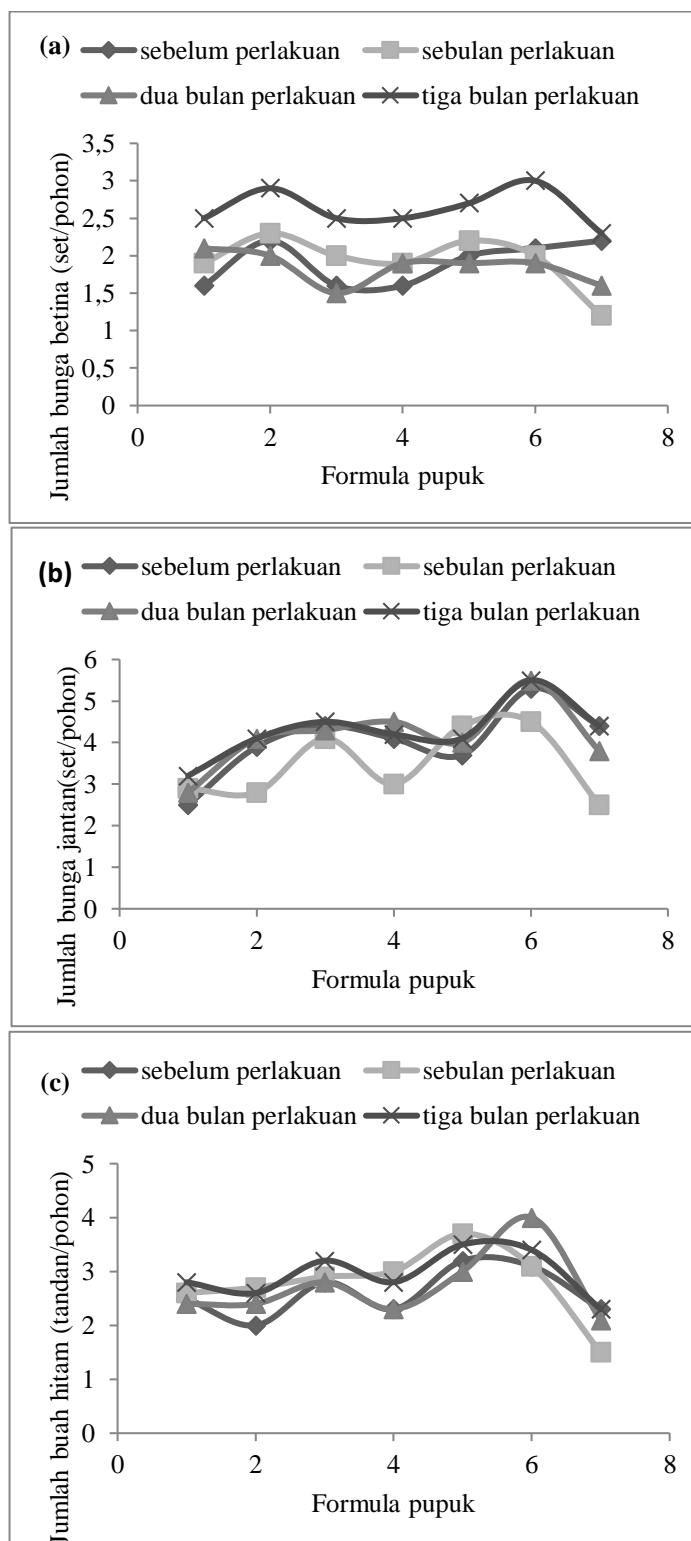 (a)
sebelum perlakuan sebulan perlakuan
dua bulan perlakuan tiga bulan perlakuan
Jumlah bunga betina (set/pohon)
3,5
3
2,5
2
1,5
1
0,5
0
0 2 4 6 8
Formula pupuk
(b)
sebelum perlakuan sebulan perlakuan
dua bulan perlakuan tiga bulan perlakuan
Jumlah bunga jantan(set/pohon)
6
5
4
3
2
1
0
0 2 4 6 8
Formula pupuk
(c)
sebelum perlakuan sebulan perlakuan
dua bulan perlakuan tiga bulan perlakuan
Jumlah buah hitam (tandan/pohon)
5
4
3
2
1
0
0 2 4 6 8
Formula pupuk